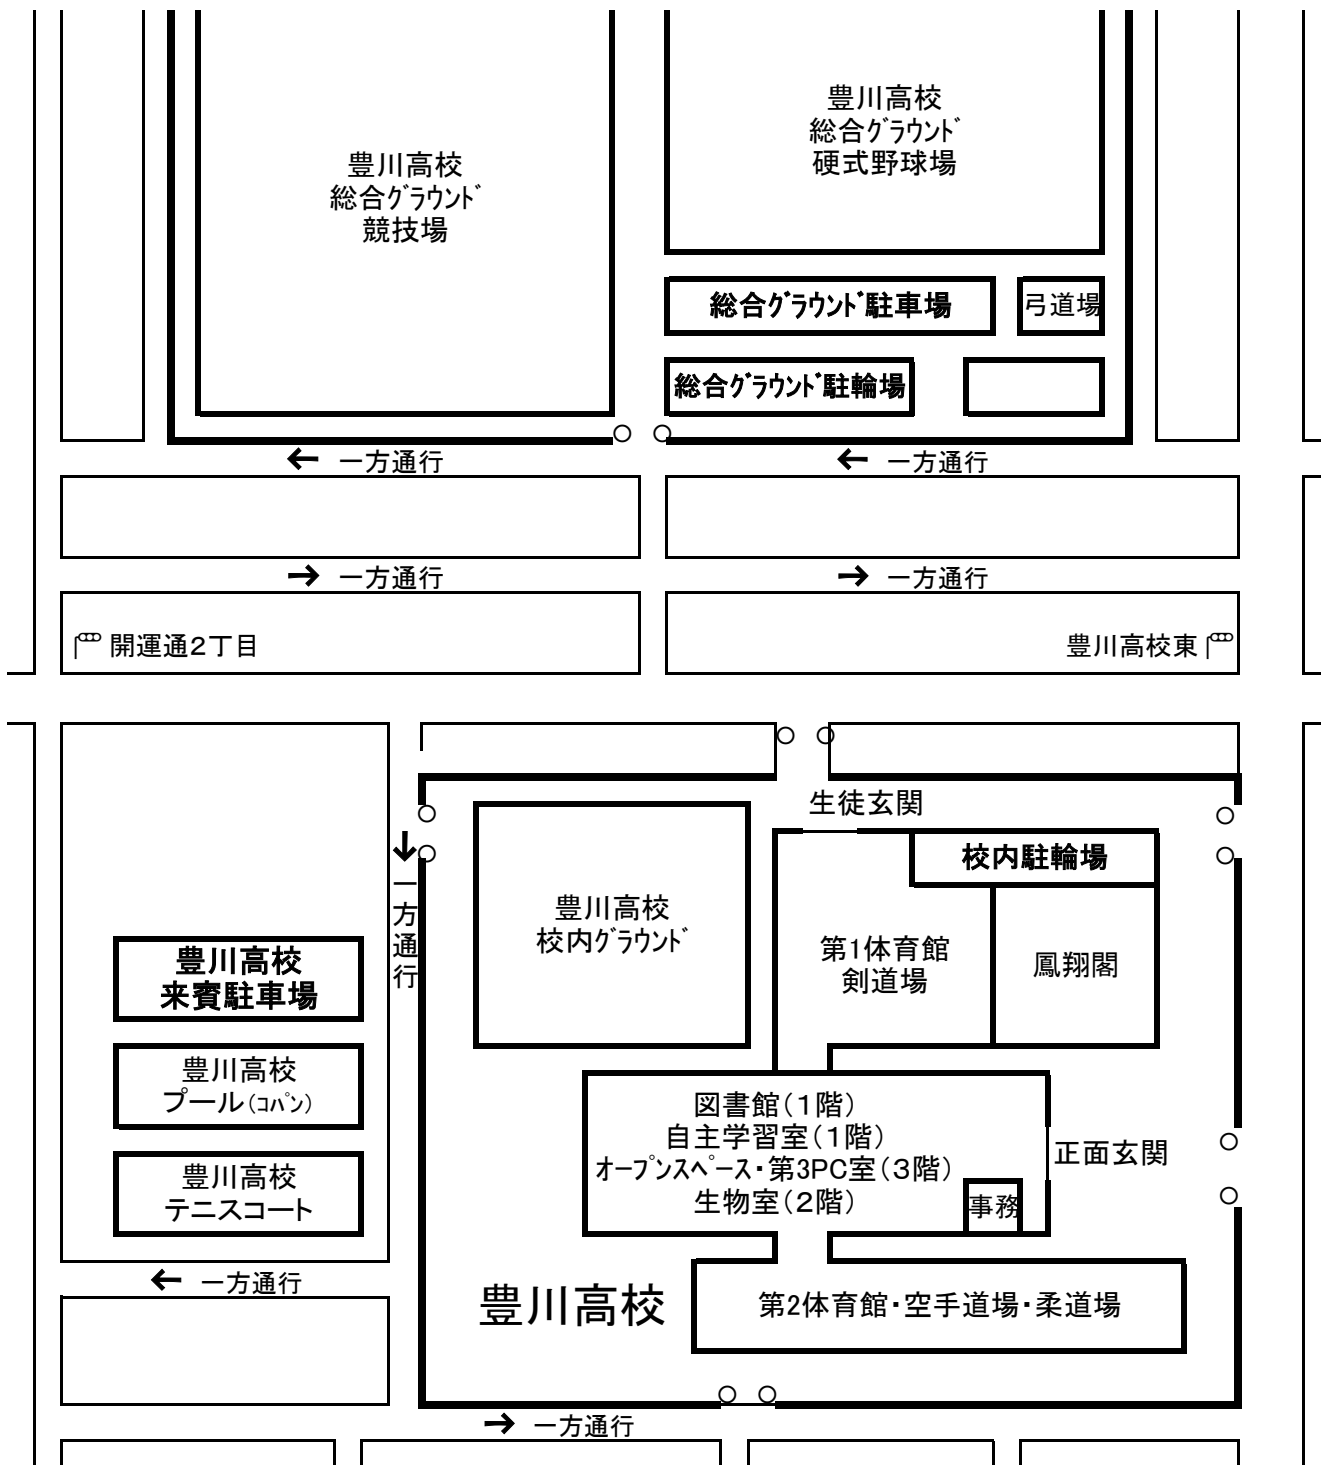 豊川高校
総合グラウンド
硬式野球場
豊川高校
総合グラウンド
競技場
総合グラウンド駐車場
弓道場
総合グラウンド駐輪場
← 一方通行
← 一方通行
→ 一方通行
→ 一方通行
開運通2丁目
豊川高校東
生徒玄関
↓一方通行
校内駐輪場
豊川高校
校内グラウンド
第1体育館
剣道場
鳳翔閣
豊川高校
来賓駐車場
豊川高校
プール(コパン)
豊川高校
テニスコート
図書館(1階)
自主学習室(1階)
オープンスペース・第3PC室(3階)
生物室(2階)
正面玄関
事務
← 一方通行
豊川高校
第2体育館・空手道場・柔道場
→ 一方通行